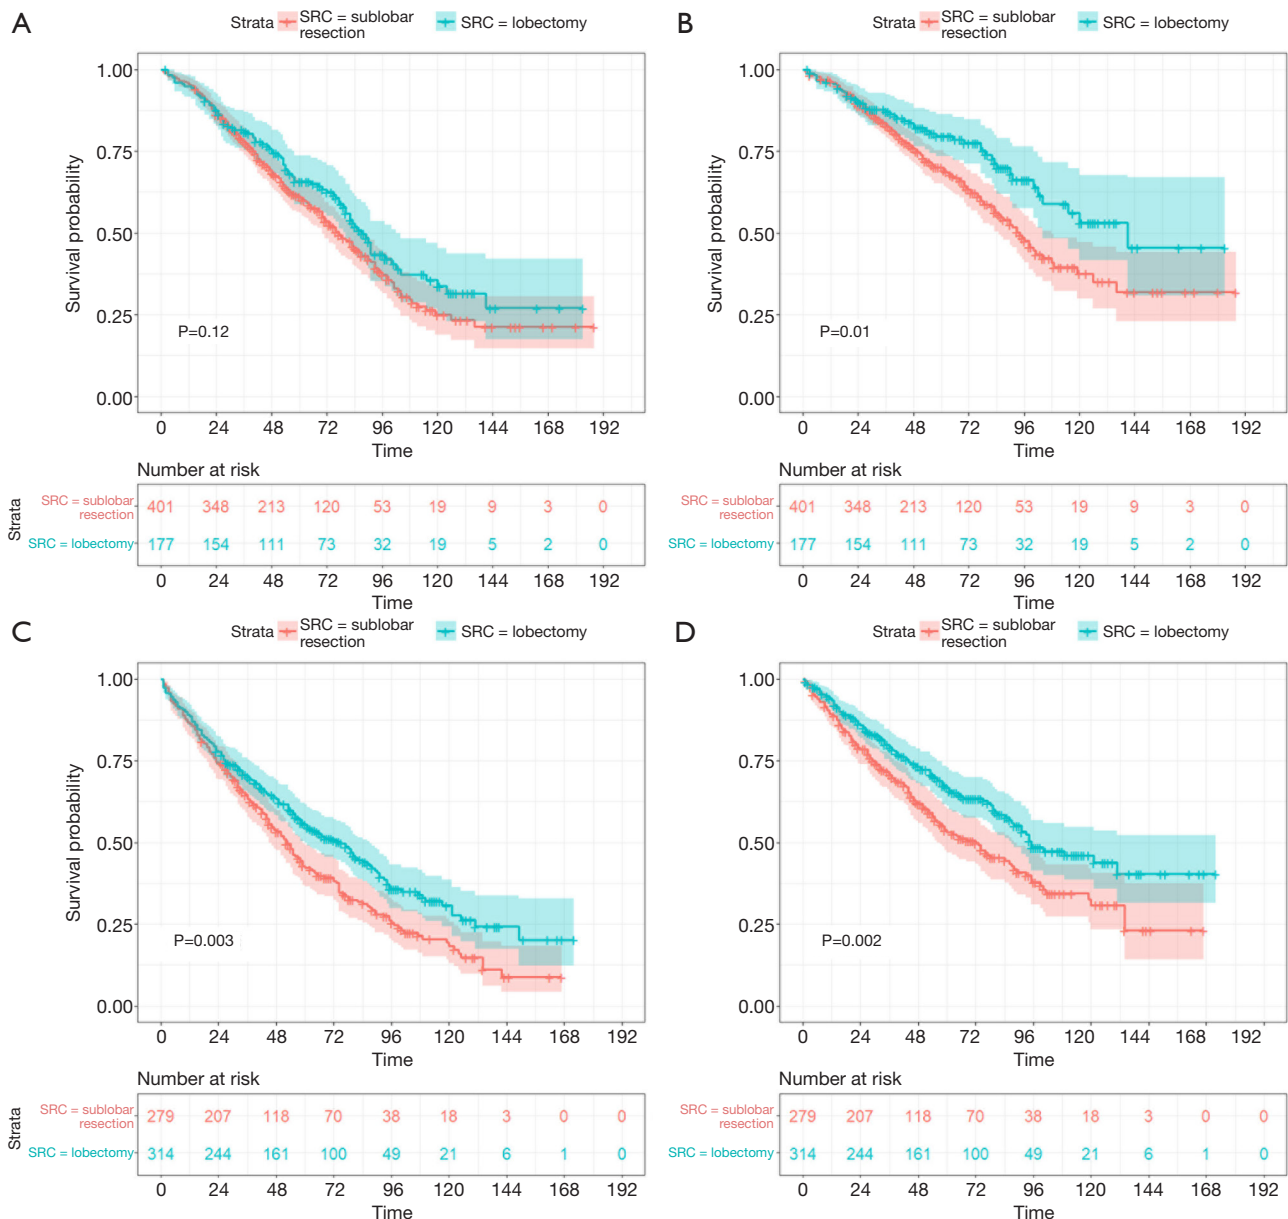 A
Strata SRC = sublobar resection SRC = lobectomy
Survival probability
1.00
0.75
0.50
0.25
0.00
P=0.12
0 24 48 72 96 120 144 168 192
Time
Number at risk
Strata
SRC = sublobar resection 401 348 213 120 53 19 9 3 0
SRC = lobectomy 177 154 111 73 32 19 5 2 0
0 24 48 72 96 120 144 168 192
Time
B
Strata SRC = sublobar resection SRC = lobectomy
Survival probability
1.00
0.75
0.50
0.25
0.00
P=0.01
0 24 48 72 96 120 144 168 192
Time
Number at risk
SRC = sublobar resection 401 348 213 120 53 19 9 3 0
SRC = lobectomy 177 154 111 73 32 19 5 2 0
0 24 48 72 96 120 144 168 192
Time
C
Strata SRC = sublobar resection SRC = lobectomy
Survival probability
1.00
0.75
0.50
0.25
0.00
P=0.003
0 24 48 72 96 120 144 168 192
Time
Number at risk
Strata
SRC = sublobar resection 279 207 118 70 38 18 3 0 0
SRC = lobectomy 314 244 161 100 49 21 6 1 0
0 24 48 72 96 120 144 168 192
Time
D
Strata SRC = sublobar resection SRC = lobectomy
Survival probability
1.00
0.75
0.50
0.25
0.00
P=0.002
0 24 48 72 96 120 144 168 192
Time
Number at risk
SRC = sublobar resection 279 207 118 70 38 18 3 0 0
SRC = lobectomy 314 244 161 100 49 21 6 1 0
0 24 48 72 96 120 144 168 192
Time